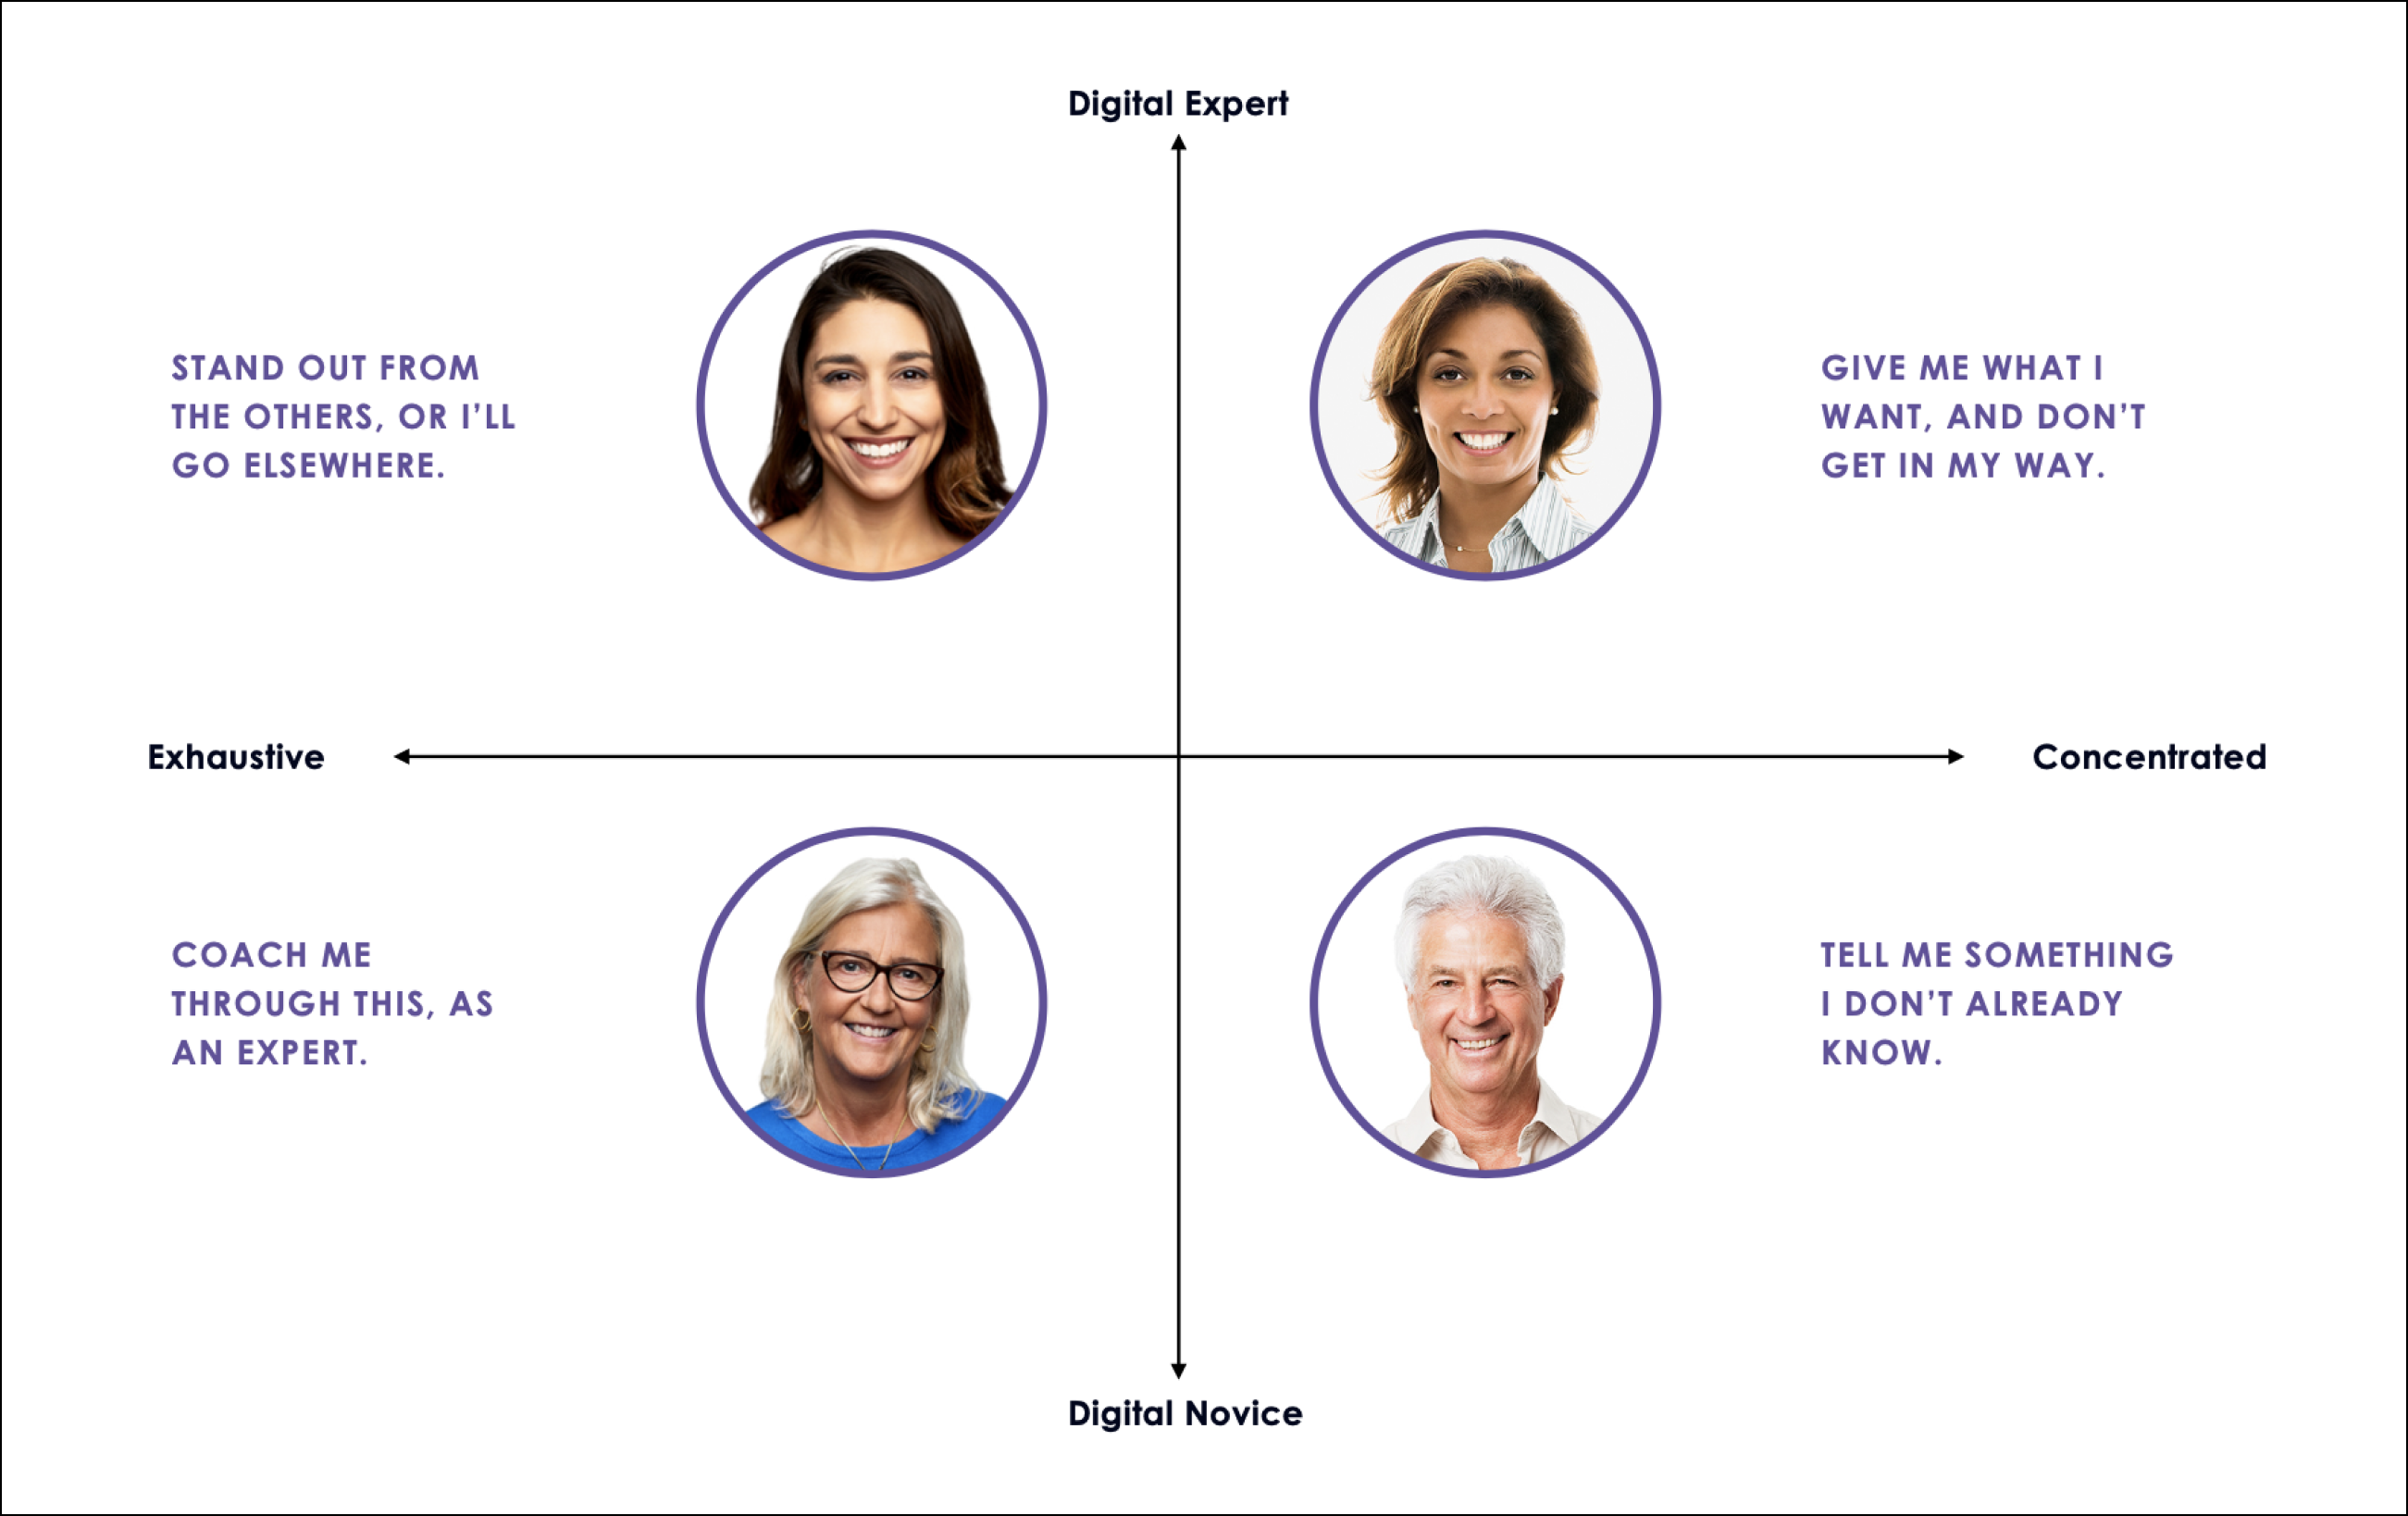 Digital Expert
STAND OUT FROM
THE OTHERS, OR I’LL
GO ELSEWHERE.
GIVE ME WHAT I
WANT, AND DON’T
GET IN MY WAY.
Exhaustive
Concentrated
COACH ME
THROUGH THIS, AS
AN EXPERT.
TELL ME SOMETHING
I DON’T ALREADY
KNOW.
Digital Novice